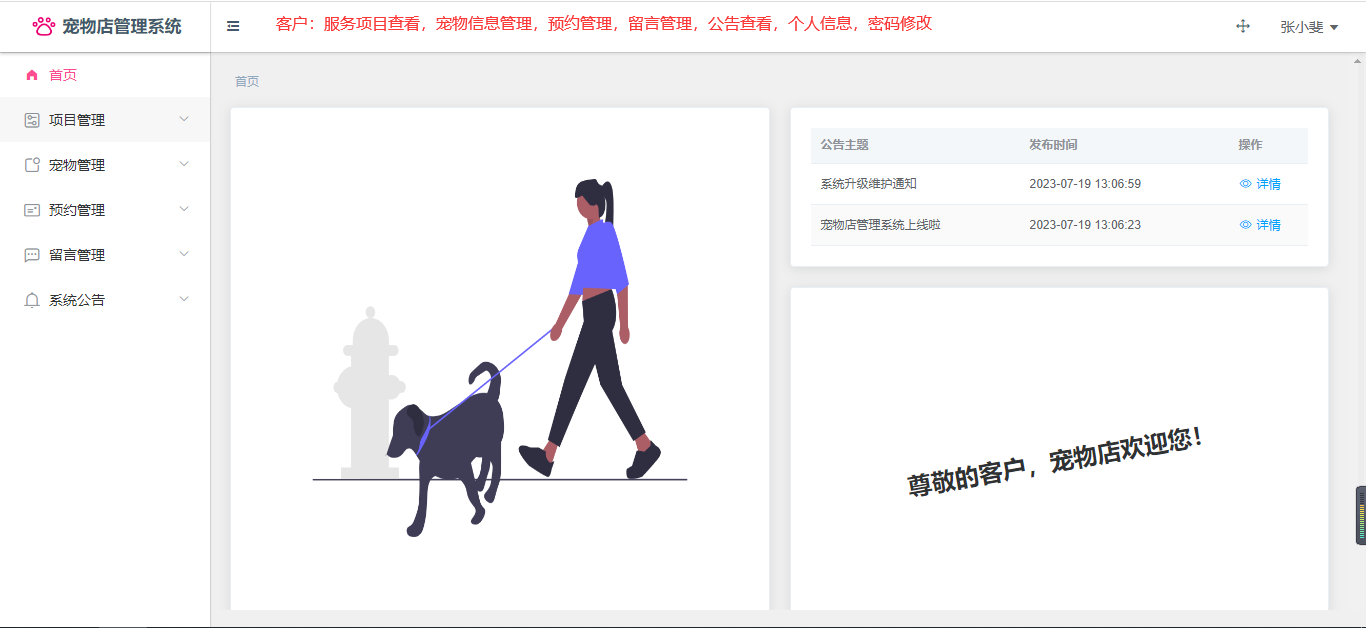 宠物店管理系统
客户：服务项目查看，宠物信息管理，预约管理，留言管理，公告查看，个人信息，密码修改
张小斐
首页
项目管理
宠物管理
预约管理
留言管理
系统公告
首页
公告主题 发布时间 操作
系统升级维护通知 2023-07-19 13:06:59 详情
宠物店管理系统上线啦 2023-07-19 13:06:23 详情
尊敬的客户，宠物店欢迎您！